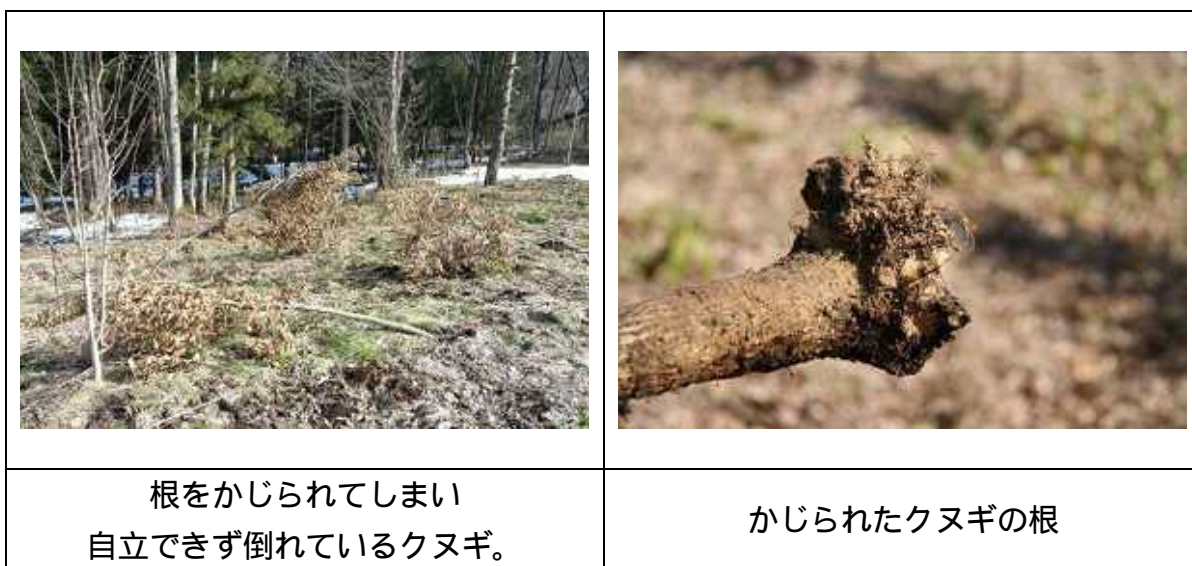 根をかじられてしまい
自立できず倒れているクヌギ。
かじられたクヌギの根